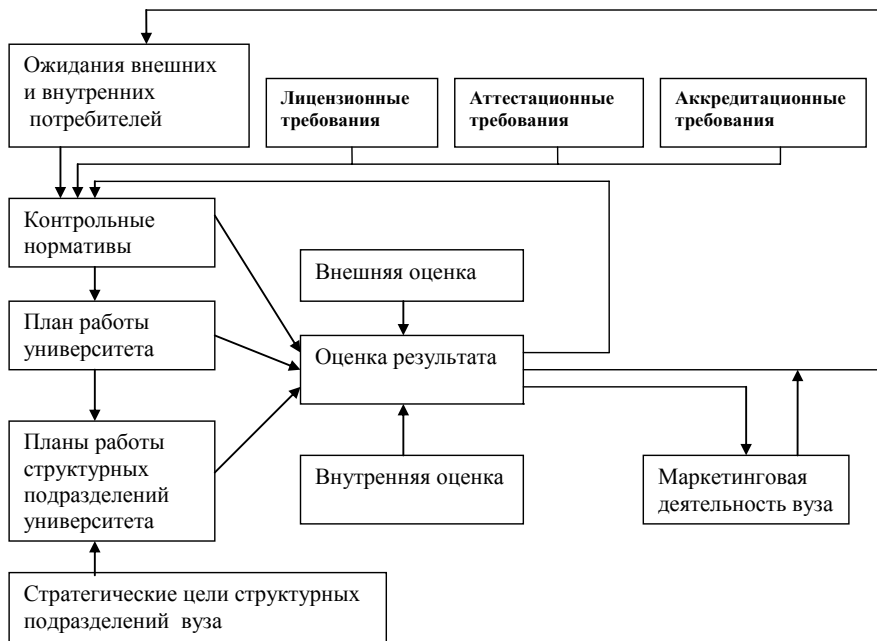 Ожидания внешних
и внутренних
потребителей
Лицензионные
требования
Аттестационные
требования
Аккредитационные
требования
Контрольные
нормативы
Внешняя оценка
План работы
университета
Оценка результата
Планы работы
структурных
подразделений
университета
Внутренняя оценка
Маркетинговая
деятельность вуза
Стратегические цели структурных
подразделений вуза